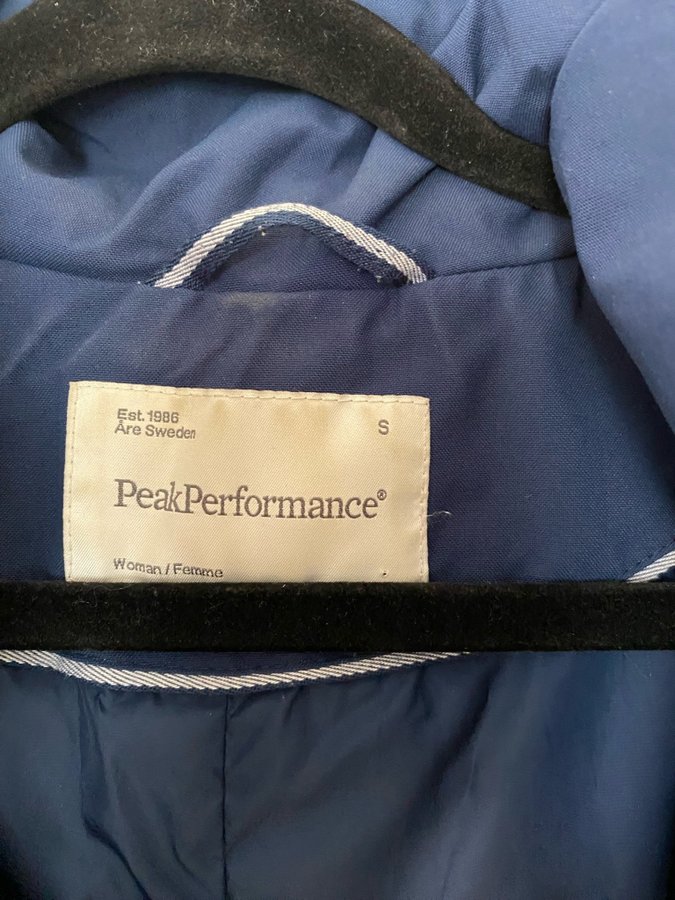 Est. 1986
Åre Sweden
S
PeakPerformance®
Woman / Femme